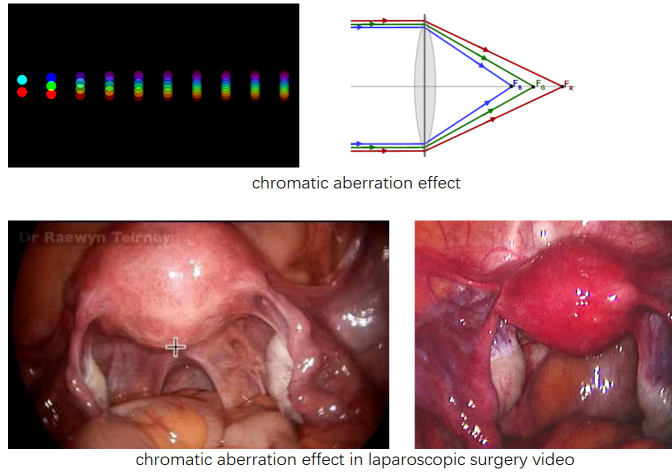 F_B F_G F_R
chromatic aberration effect
Dr Raewyn Teirney
chromatic aberration effect in laparoscopic surgery video